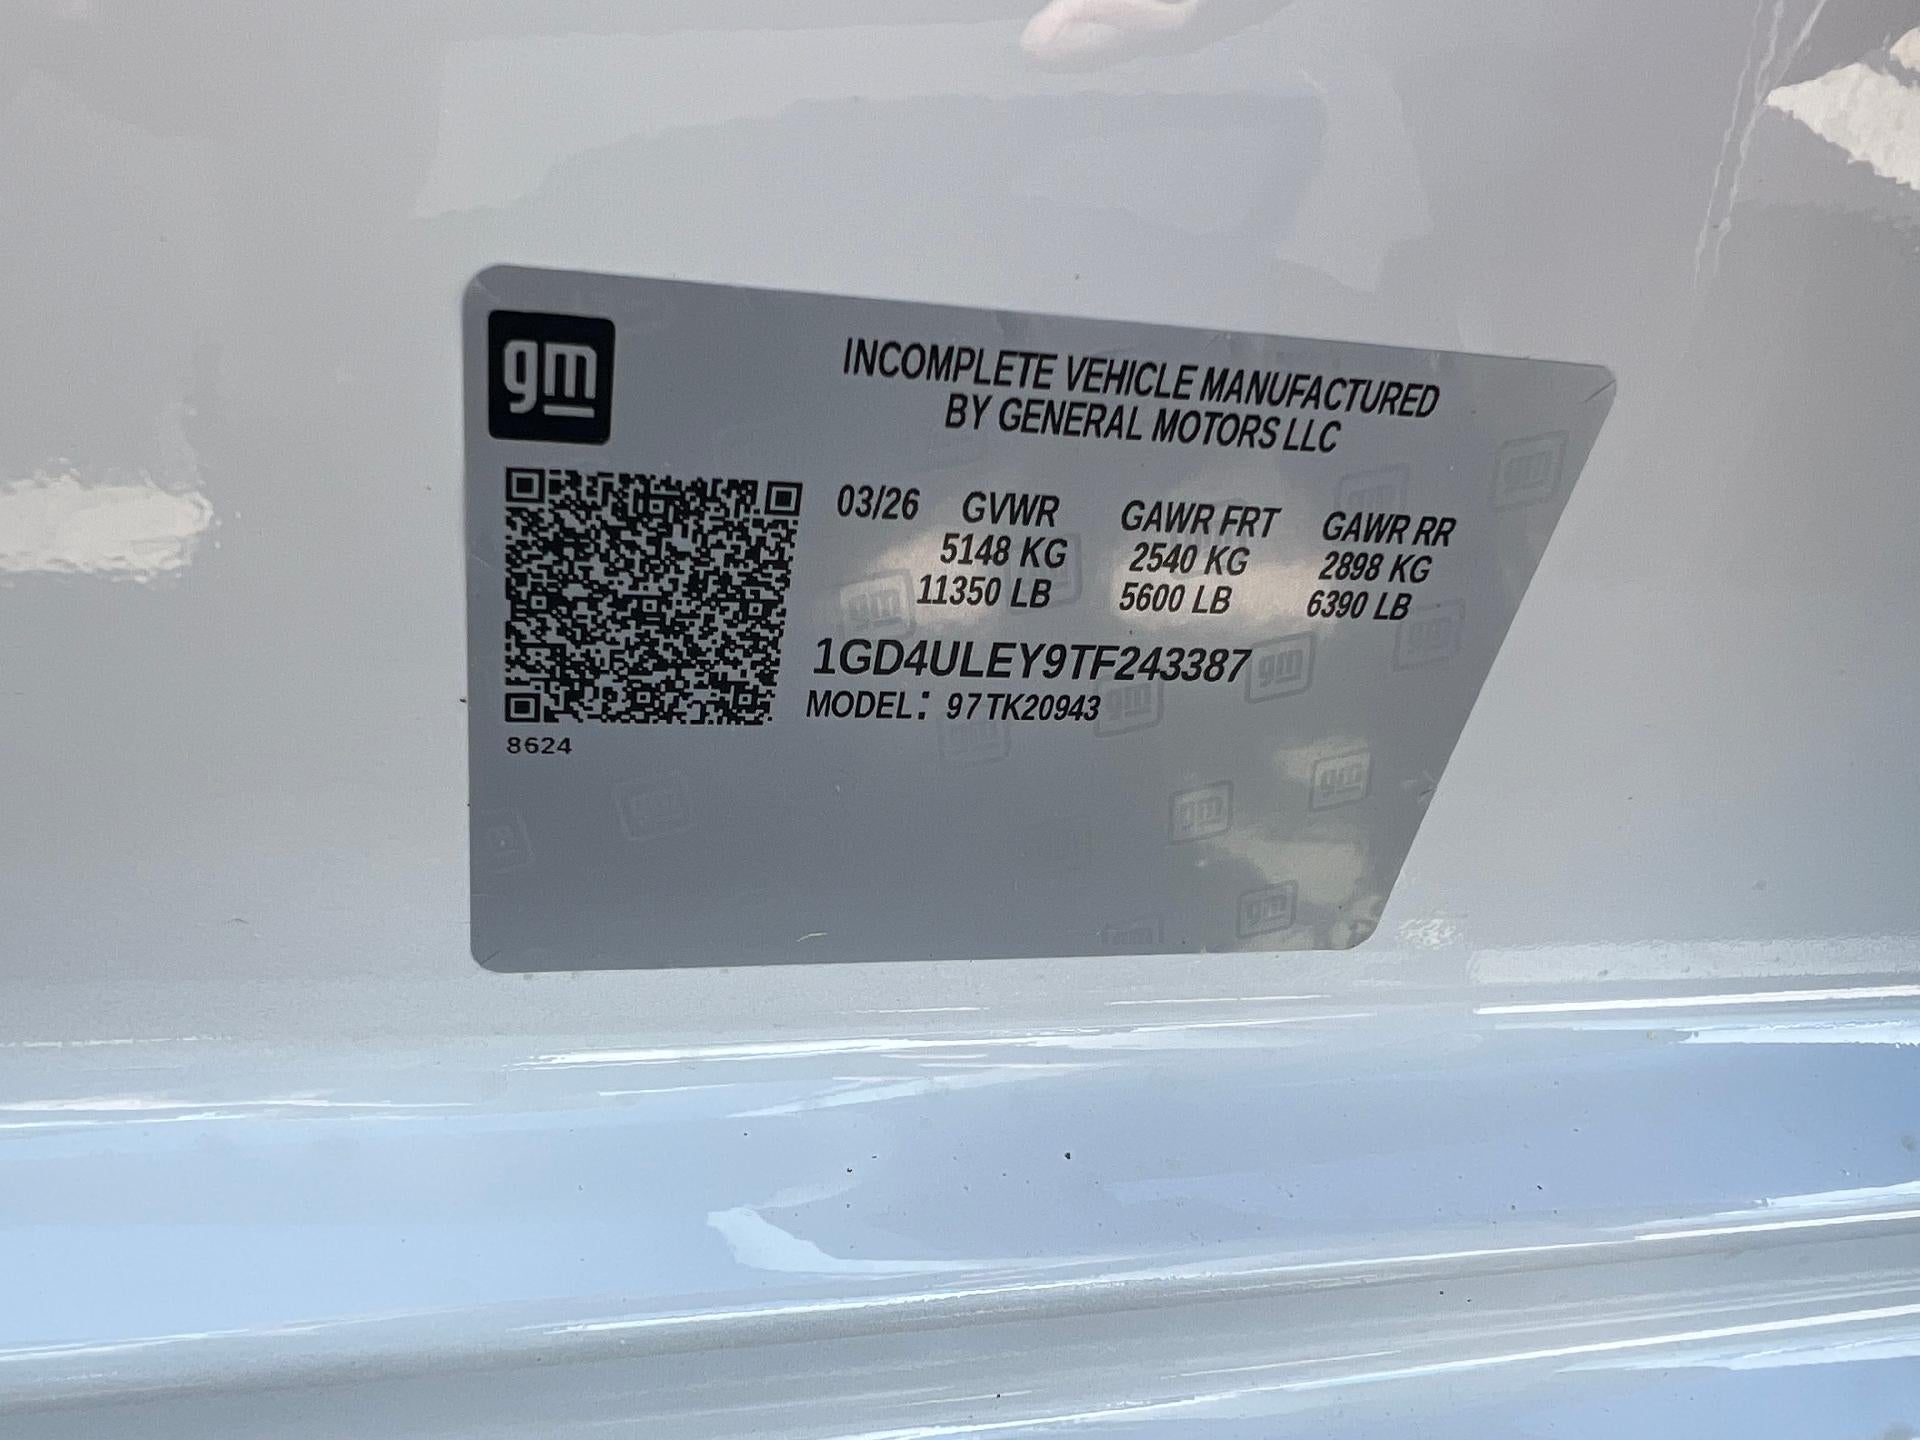 gm
INCOMPLETE VEHICLE MANUFACTURED
BY GENERAL MOTORS LLC
03/26 GVWR GAWR FRT GAWR RR
5148 KG 2540 KG 2898 KG
11350 LB 5600 LB 6390 LB
1GD4ULEY9TF243387
MODEL: 97TK20943
8624